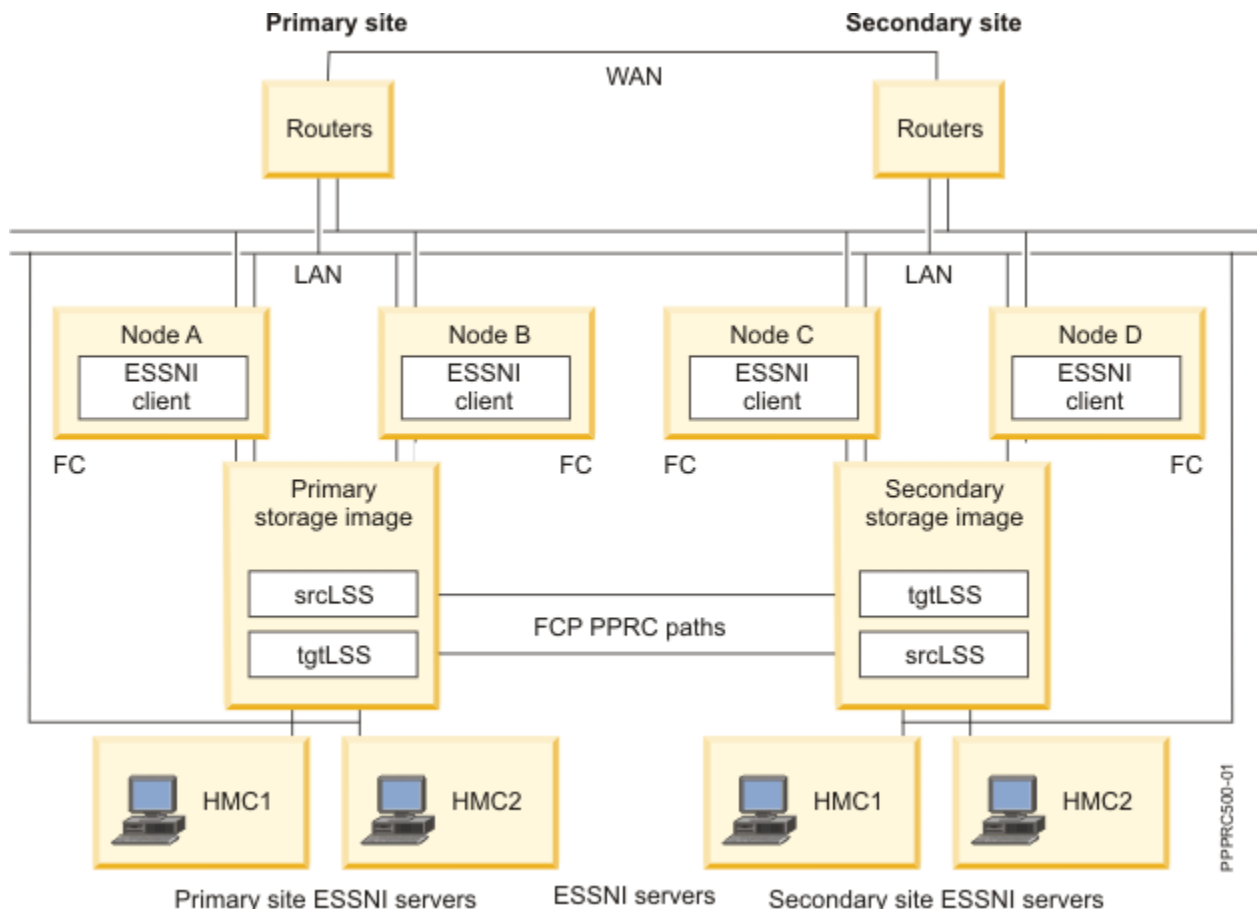 Primary site
Secondary site
WAN
Routers
Routers
LAN
LAN
Node A
ESSNI
client
Node B
ESSNI
client
Node C
ESSNI
client
Node D
ESSNI
client
FC
FC
FC
FC
Primary
storage image
srcLSS
tgtLSS
FCP PPRC paths
Secondary
storage image
tgtLSS
srcLSS
HMC1
HMC2
HMC1
HMC2
PPPRC500-01
Primary site ESSNI servers
ESSNI servers
Secondary site ESSNI servers